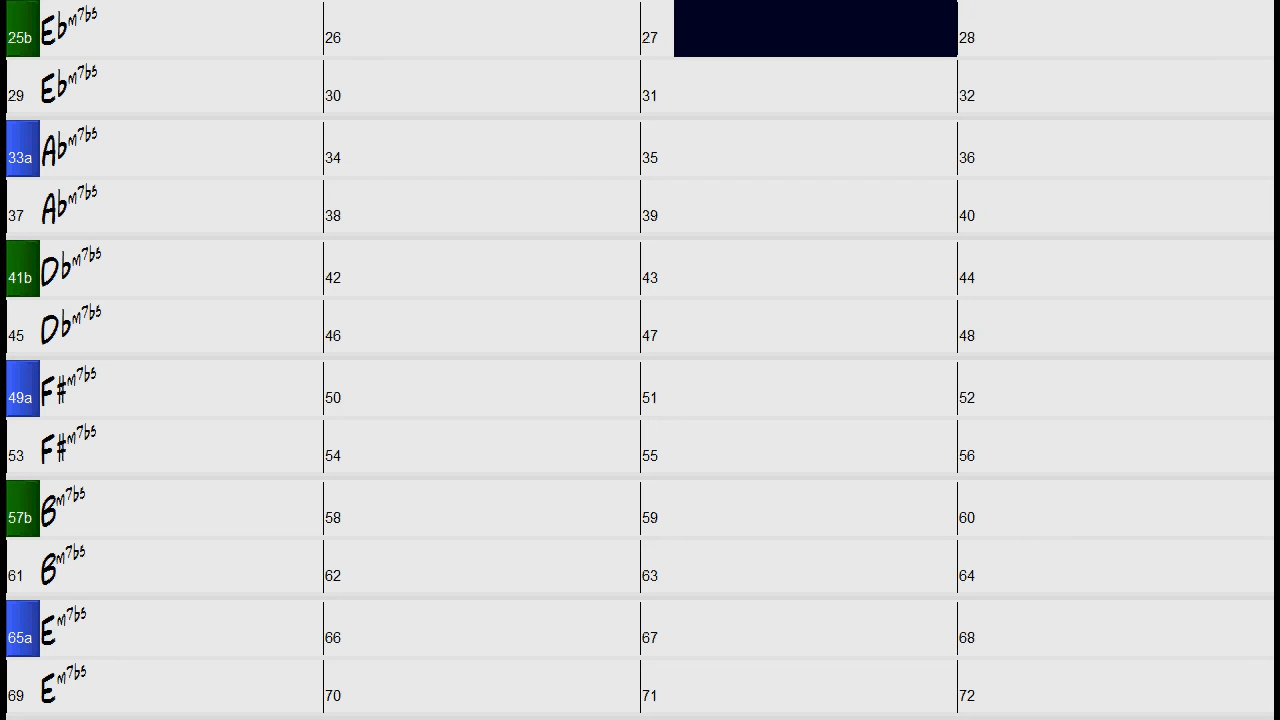 25b Ebm7b5 26 27 28
29 Ebm7b5 30 31 32
33a Abm7b5 34 35 36
37 Abm7b5 38 39 40
41b Dbm7b5 42 43 44
45 Dbm7b5 46 47 48
49a F#m7b5 50 51 52
53 F#m7b5 54 55 56
57b Bm7b5 58 59 60
61 Bm7b5 62 63 64
65a Em7b5 66 67 68
69 Em7b5 70 71 72